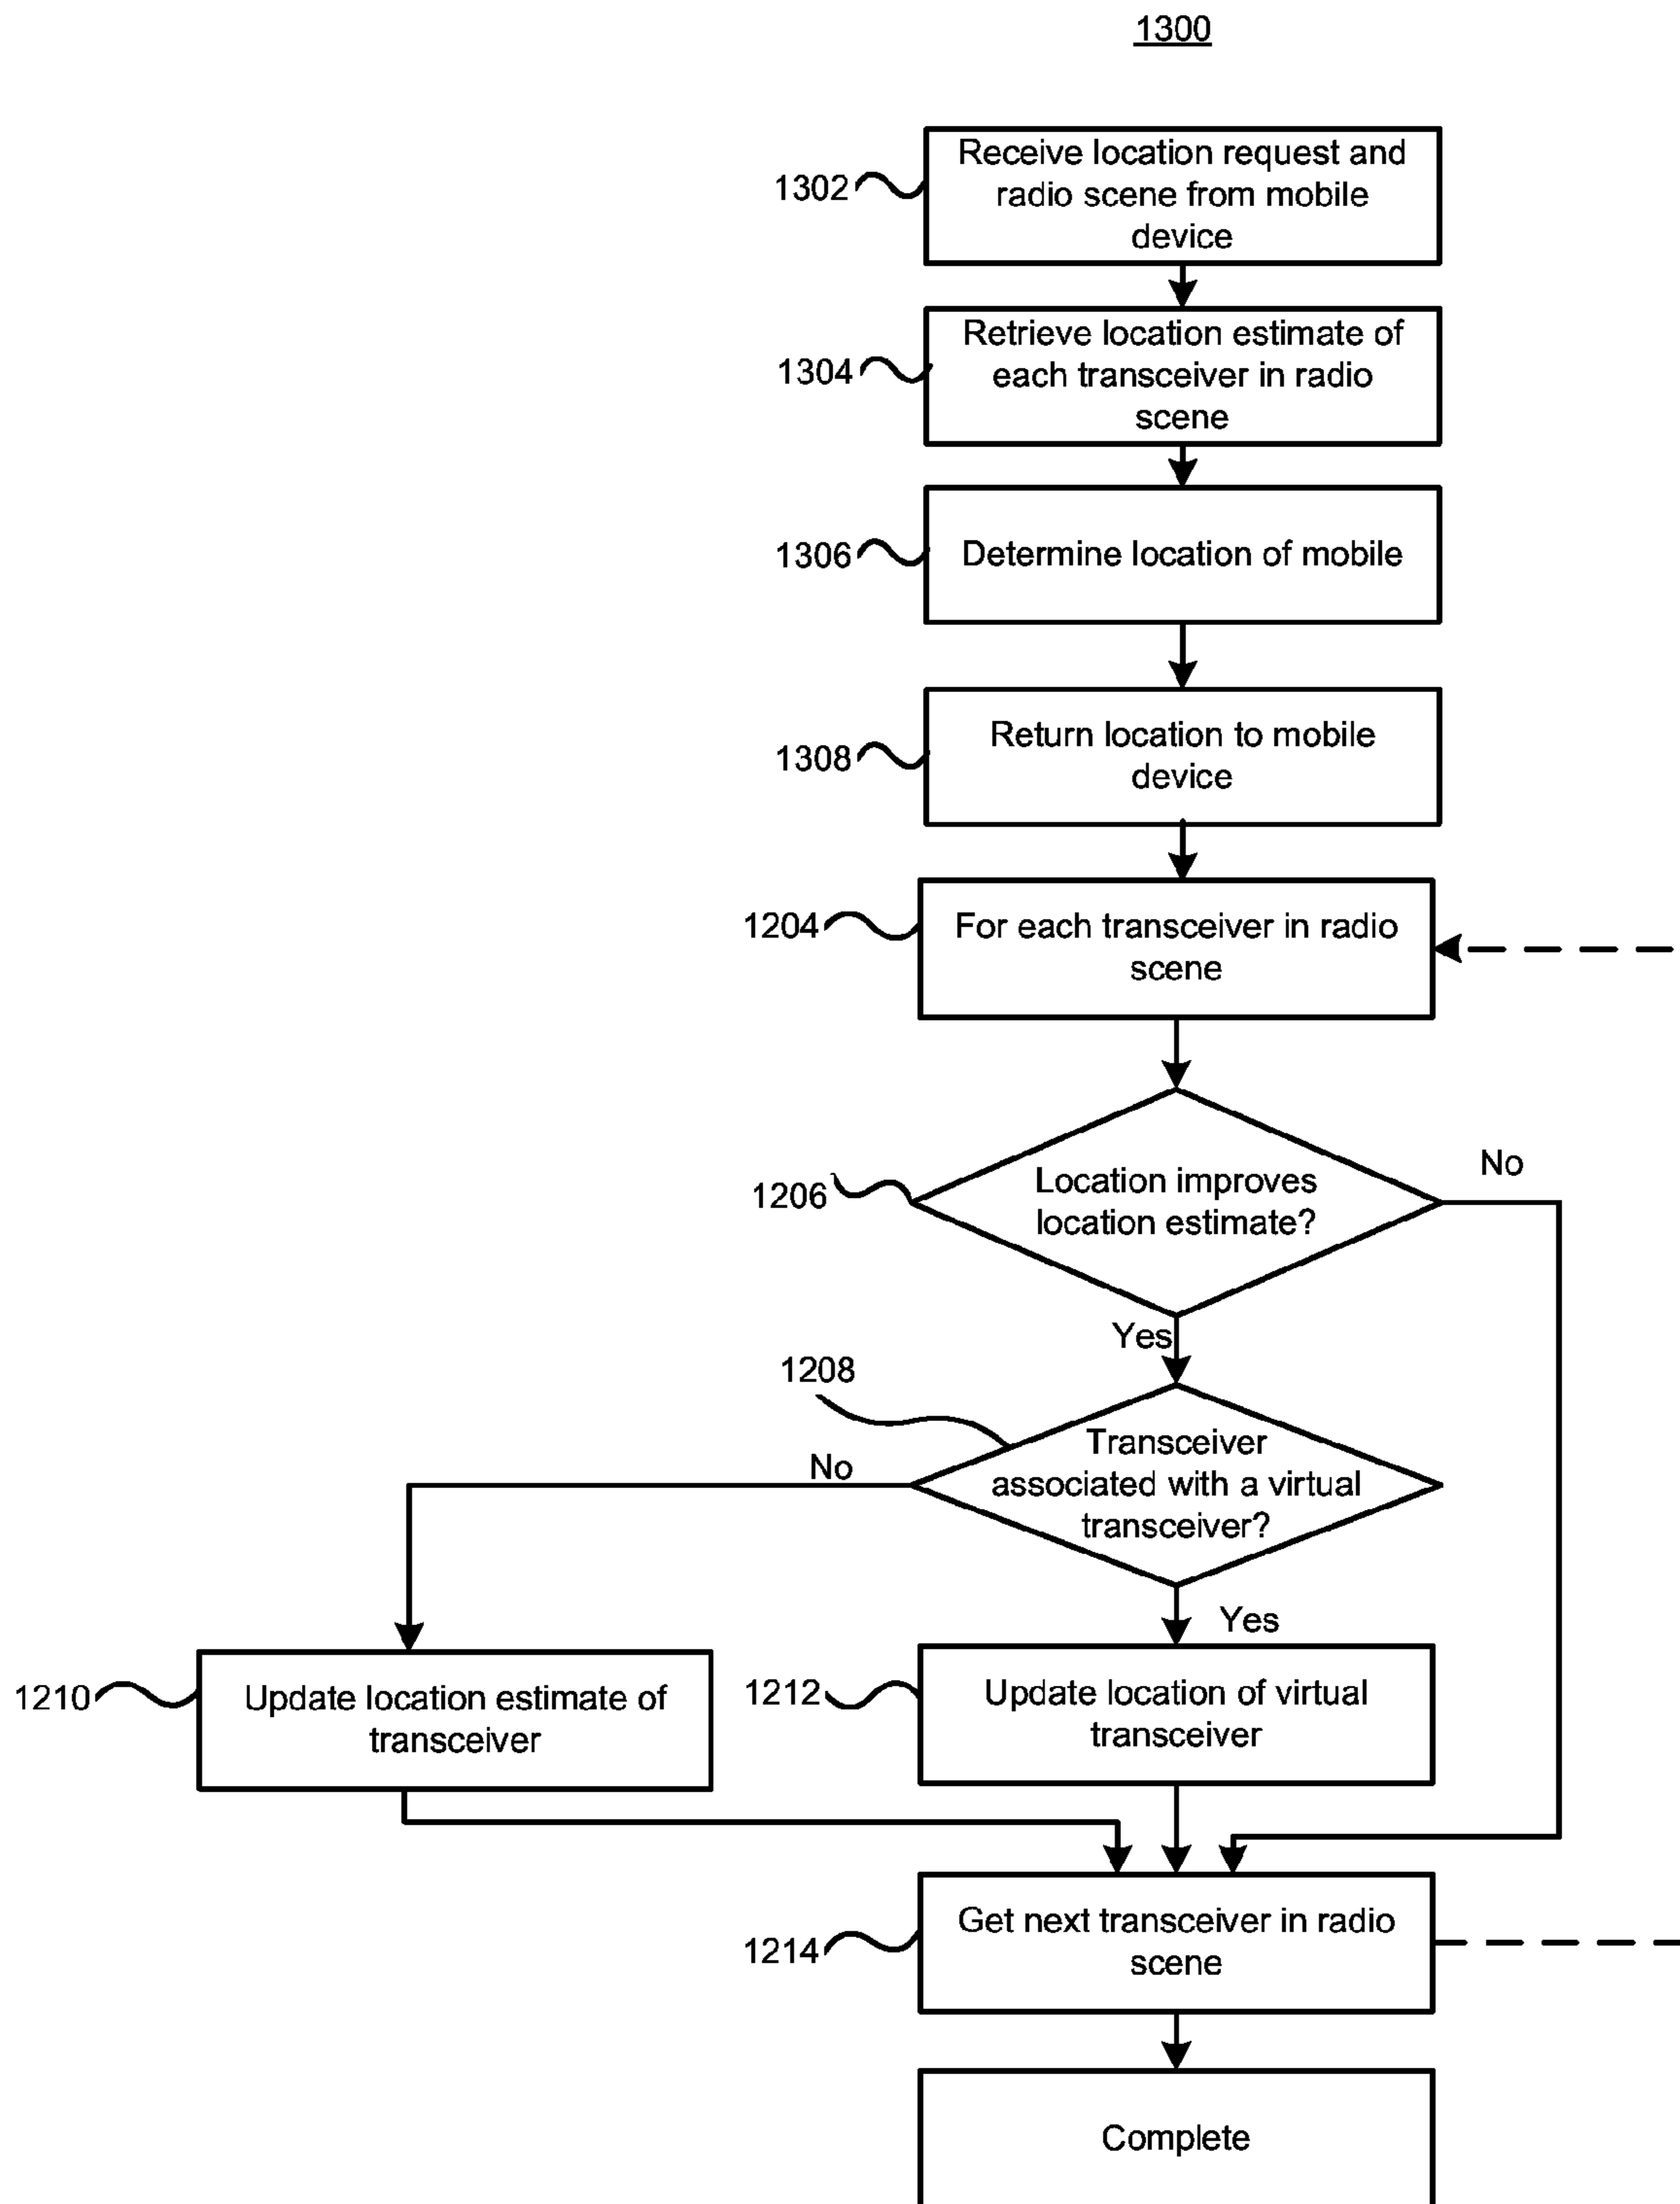 1300
Receive location request and
radio scene from mobile
device
1302
Retrieve location estimate of
each transceiver in radio
scene
1304
Determine location of mobile
1306
Return location to mobile
device
1308
For each transceiver in radio
scene
1204
Location improves
location estimate?
1206
No
Yes
1208
Transceiver
associated with a virtual
transceiver?
No
Yes
1210
Update location estimate of
transceiver
1212
Update location of virtual
transceiver
Get next transceiver in radio
scene
1214
Complete